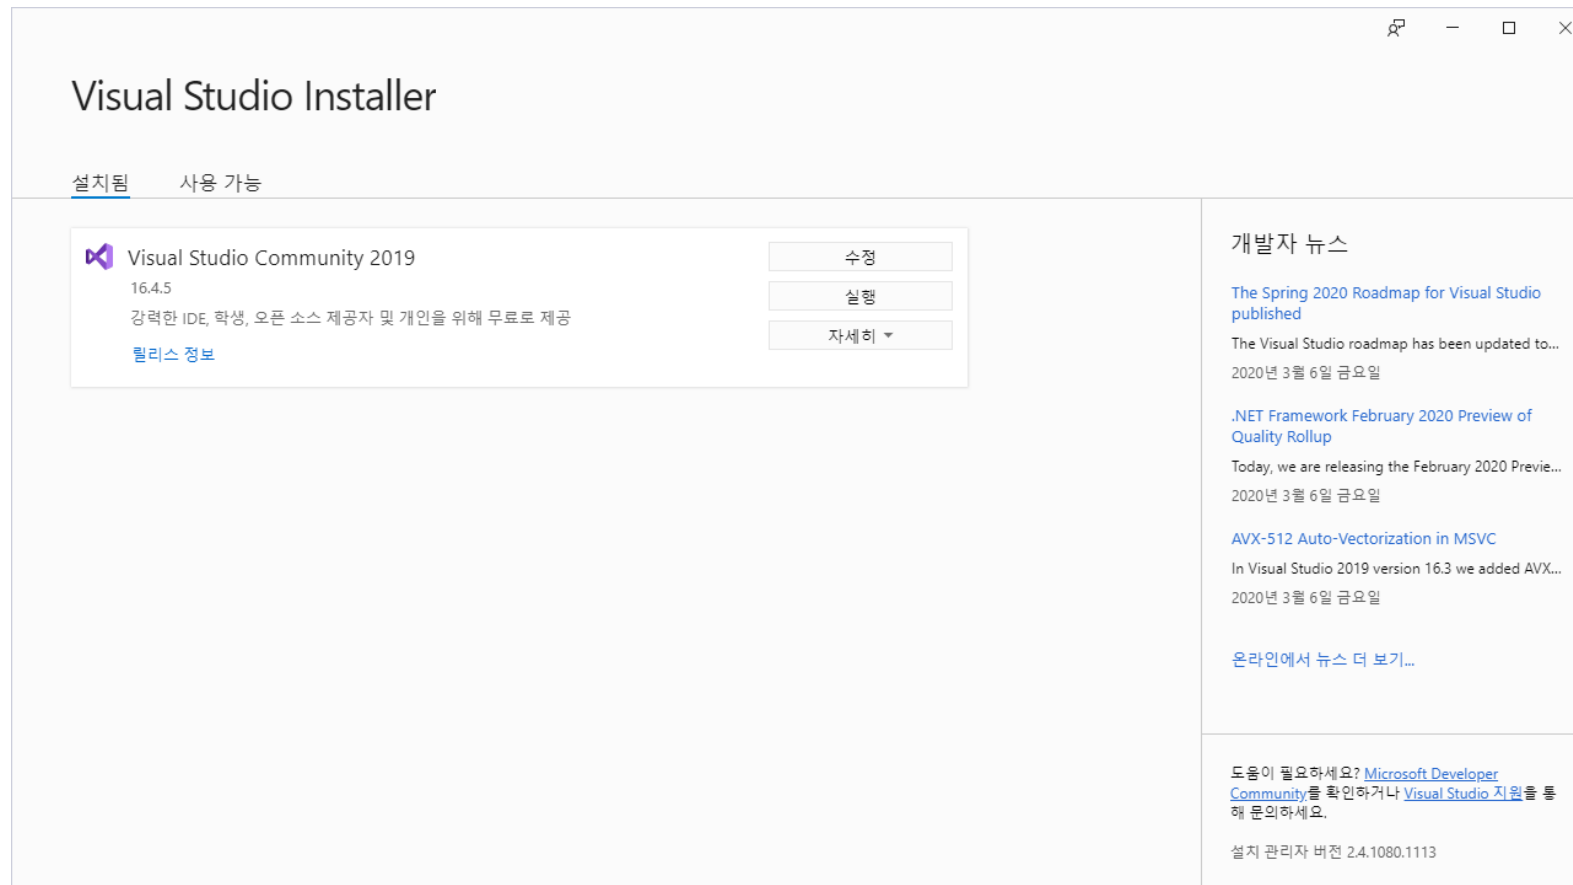 Visual Studio Installer
설치됨
사용 가능
Visual Studio Community 2019
16.4.5
강력한 IDE, 학생, 오픈 소스 제공자 및 개인을 위해 무료로 제공
릴리스 정보
수정
실행
자세히
개발자 뉴스
The Spring 2020 Roadmap for Visual Studio
published
The Visual Studio roadmap has been updated to...
2020년 3월 6일 금요일
.NET Framework February 2020 Preview of
Quality Rollup
Today, we are releasing the February 2020 Previe...
2020년 3월 6일 금요일
AVX-512 Auto-Vectorization in MSVC
In Visual Studio 2019 version 16.3 we added AVX...
2020년 3월 6일 금요일
온라인에서 뉴스 더 보기...
도움이 필요하세요? Microsoft Developer
Community를 확인하거나 Visual Studio 지원을 통
해 문의하세요.
설치 관리자 버전 2.4.1080.1113